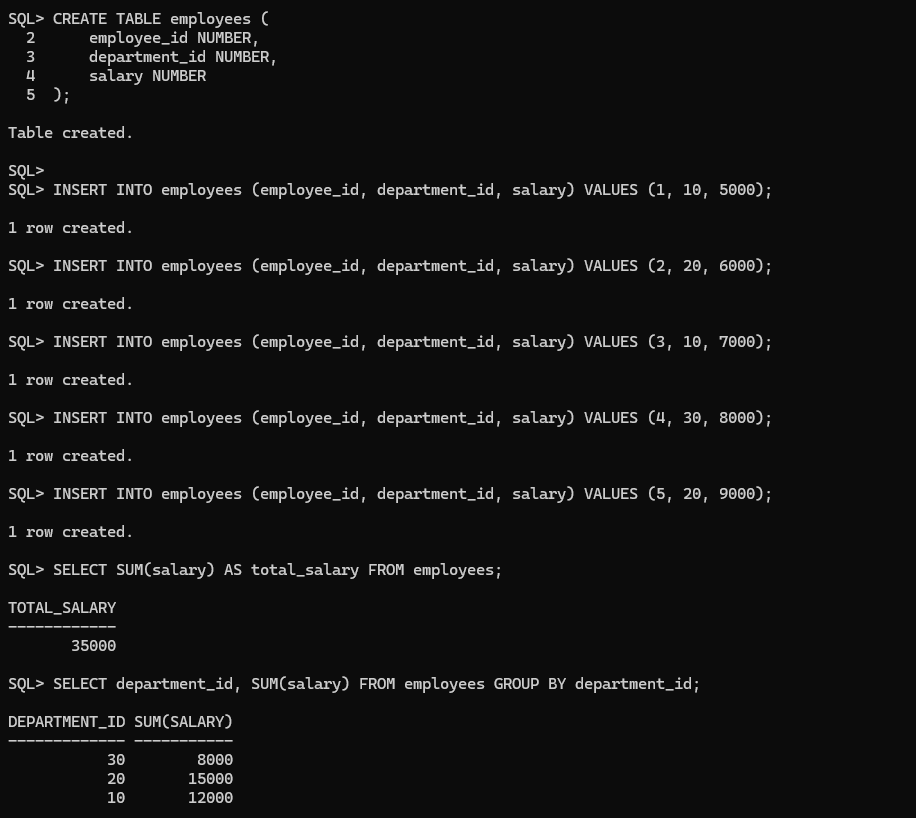 SQL> CREATE TABLE employees (
  2      employee_id NUMBER,
  3      department_id NUMBER,
  4      salary NUMBER
  5  );
Table created.
SQL>
SQL> INSERT INTO employees (employee_id, department_id, salary) VALUES (1, 10, 5000);
1 row created.
SQL> INSERT INTO employees (employee_id, department_id, salary) VALUES (2, 20, 6000);
1 row created.
SQL> INSERT INTO employees (employee_id, department_id, salary) VALUES (3, 10, 7000);
1 row created.
SQL> INSERT INTO employees (employee_id, department_id, salary) VALUES (4, 30, 8000);
1 row created.
SQL> INSERT INTO employees (employee_id, department_id, salary) VALUES (5, 20, 9000);
1 row created.
SQL> SELECT SUM(salary) AS total_salary FROM employees;
TOTAL_SALARY
------------
       35000
SQL> SELECT department_id, SUM(salary) FROM employees GROUP BY department_id;
DEPARTMENT_ID SUM(SALARY)
------------- -----------
           30        8000
           20       15000
           10       12000